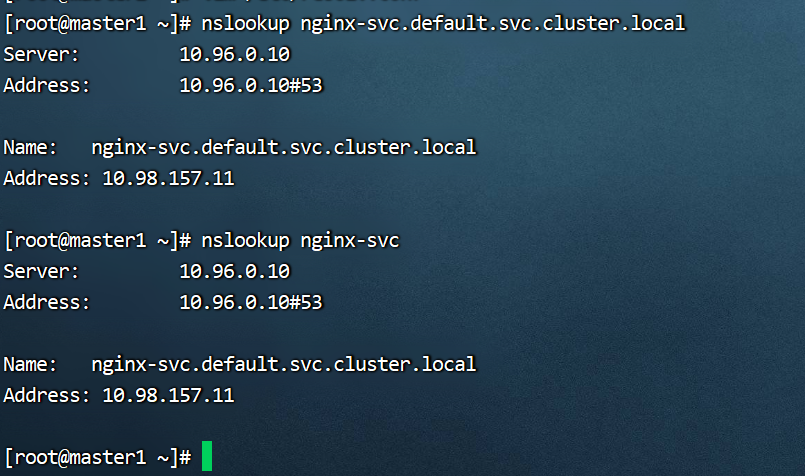 [root@master1 ~]# nslookup nginx-svc.default.svc.cluster.local
Server:         10.96.0.10
Address:        10.96.0.10#53
Name:   nginx-svc.default.svc.cluster.local
Address: 10.98.157.11
[root@master1 ~]# nslookup nginx-svc
Server:         10.96.0.10
Address:        10.96.0.10#53
Name:   nginx-svc.default.svc.cluster.local
Address: 10.98.157.11
[root@master1 ~]#